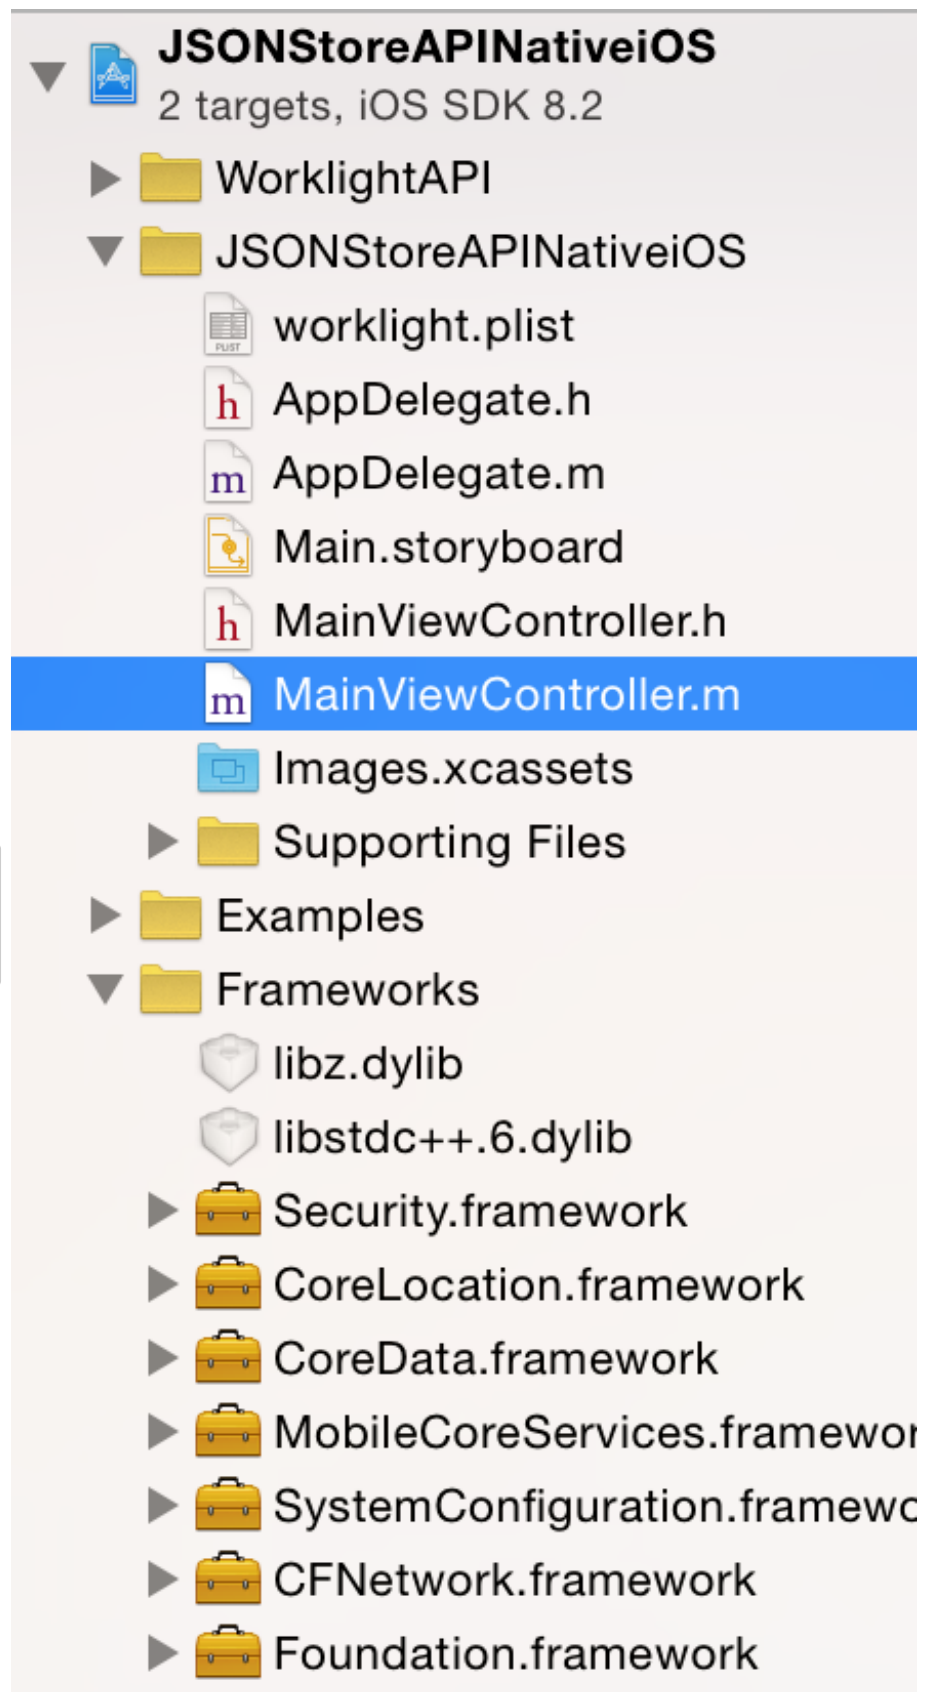 JSONStoreAPINativeiOS
2 targets, iOS SDK 8.2
WorklightAPI
JSONStoreAPINativeiOS
PLIST
worklight.plist
h AppDelegate.h
m AppDelegate.m
Main.storyboard
h MainViewController.h
m MainViewController.m
Images.xcassets
Supporting Files
Examples
Frameworks
libz.dylib
libstdc++.6.dylib
Security.framework
CoreLocation.framework
CoreData.framework
MobileCoreServices.framewor
SystemConfiguration.framewo
CFNetwork.framework
Foundation.framework